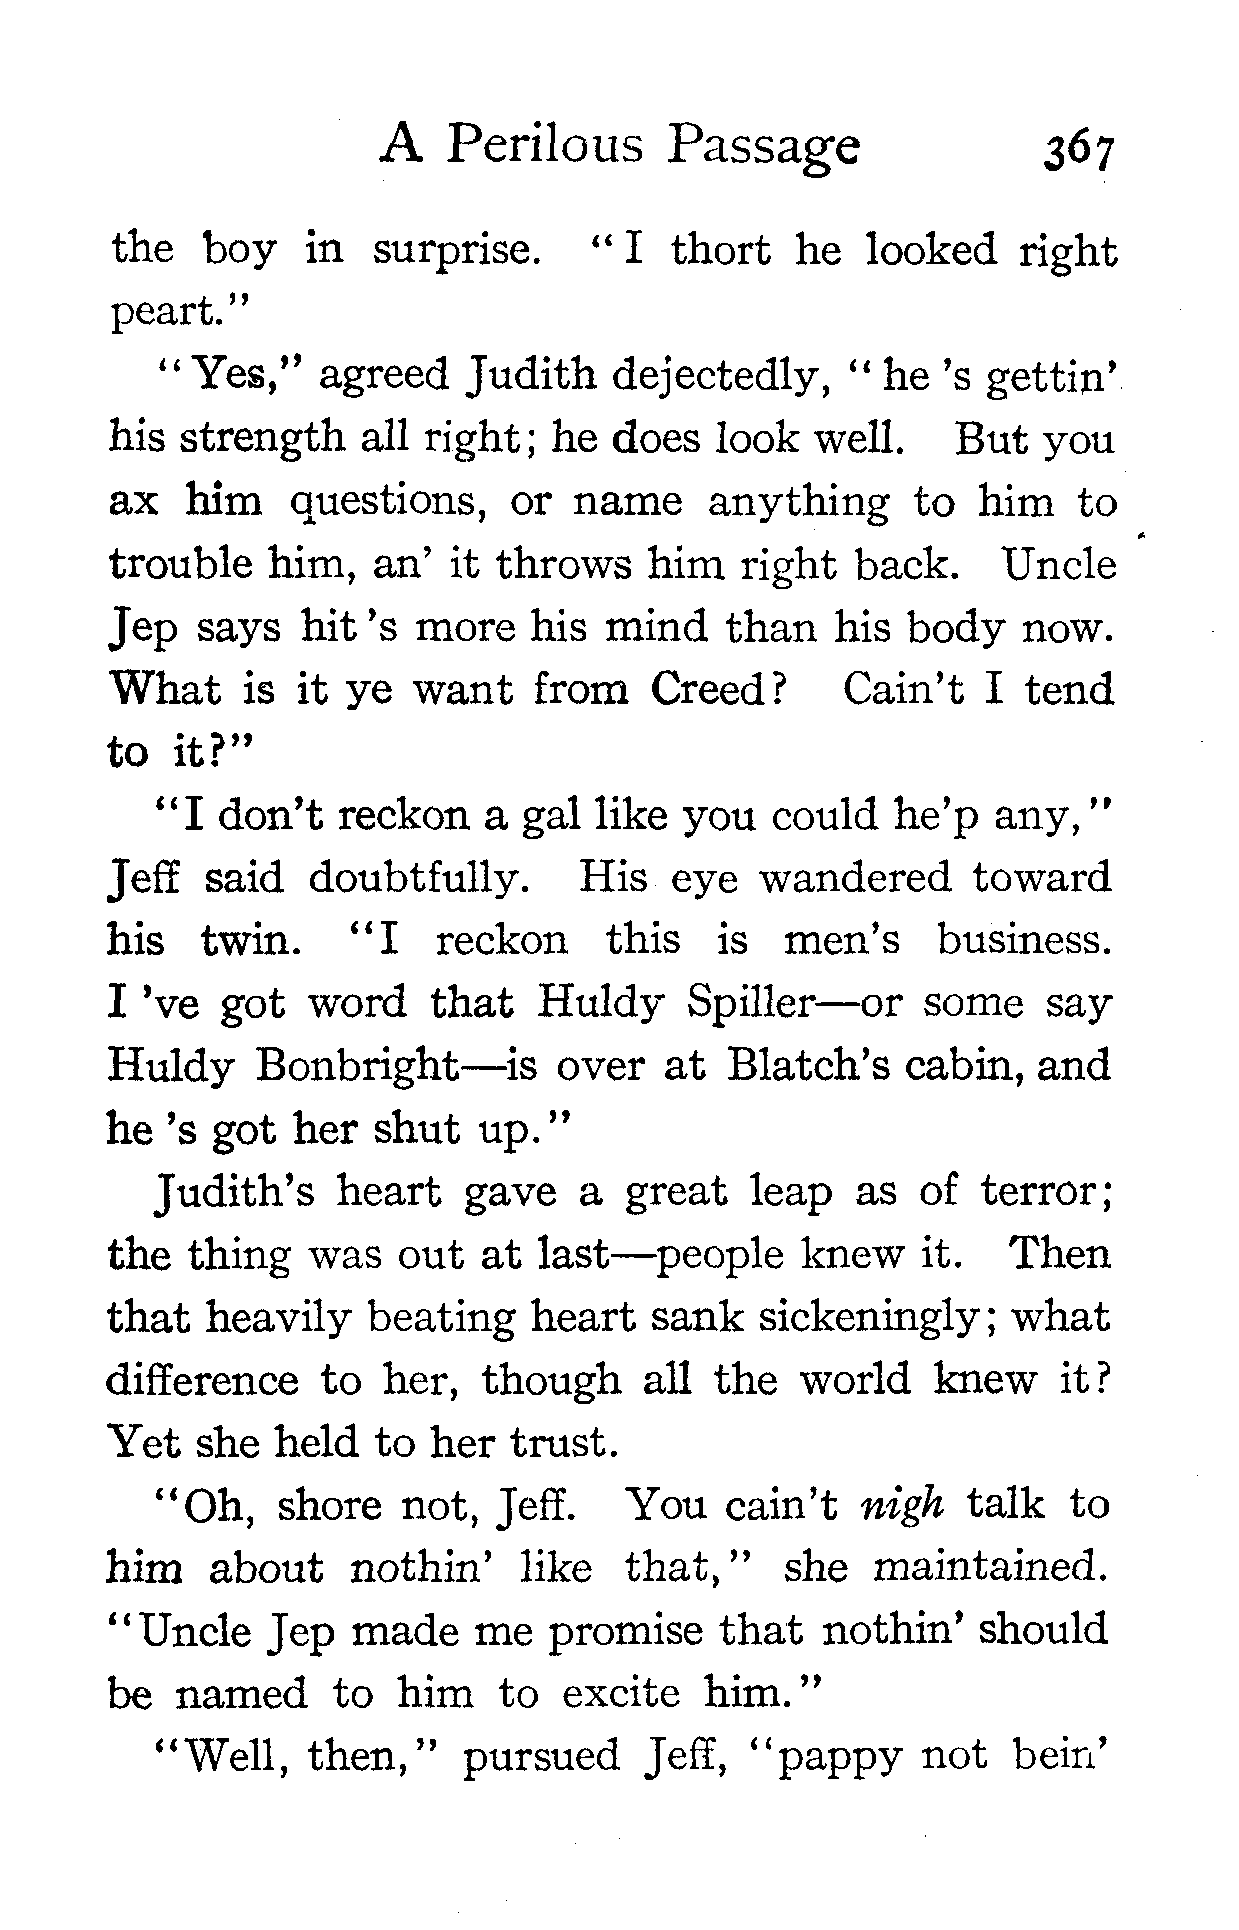 A Perilous Passage 367
the boy in surprise. "I thort he looked right
peart."
"Yes," agreed Judith dejectedly, "he 's gettin'
his strength all right; he does look well. But you
ax him questions, or name anything to him to
trouble him, an' it throws him right back. Uncle
Jep says hit 's more his mind than his body now.
What is it ye want from Creed? Cain't I tend
to it?"
"I don't reckon a gal like you could he'p any,"
Jeff said doubtfully. His eye wandered toward
his twin. "I reckon this is men's business.
I 've got word that Huldy Spiller—or some say
Huldy Bonbright—is over at Blatch's cabin, and
he 's got her shut up."
Judith's heart gave a great leap as of terror;
the thing was out at last—people knew it. Then
that heavily beating heart sank sickeningly; what
difference to her, though all the world knew it?
Yet she held to her trust.
"Oh, shore not, Jeff. You cain't nigh talk to
him about nothin' like that," she maintained.
"Uncle Jep made me promise that nothin' should
be named to him to excite him."
"Well, then," pursued Jeff, "pappy not bein'